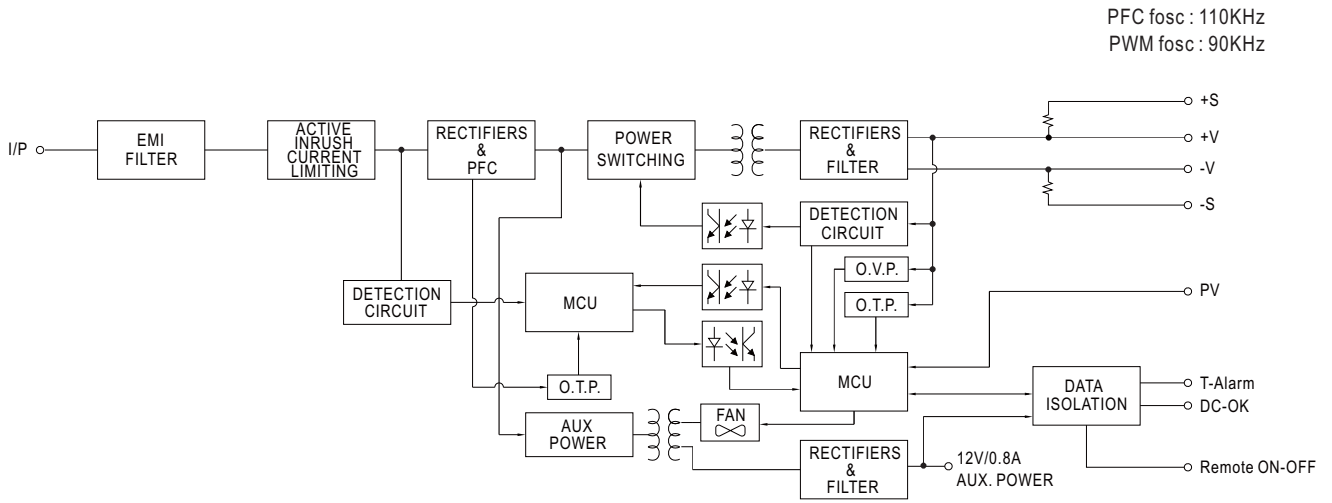 PFC fosc : 110KHz
PWM fosc : 90KHz
I/P
EMI
FILTER
ACTIVE
INRUSH
CURRENT
LIMITING
RECTIFIERS
&
PFC
POWER
SWITCHING
RECTIFIERS
&
FILTER
+S
+V
-V
-S
DETECTION
CIRCUIT
O.V.P.
O.T.P.
DETECTION
CIRCUIT
MCU
PV
O.T.P.
MCU
DATA
ISOLATION
T-Alarm
DC-OK
AUX
POWER
FAN
RECTIFIERS
&
FILTER
12V/0.8A
AUX. POWER
Remote ON-OFF